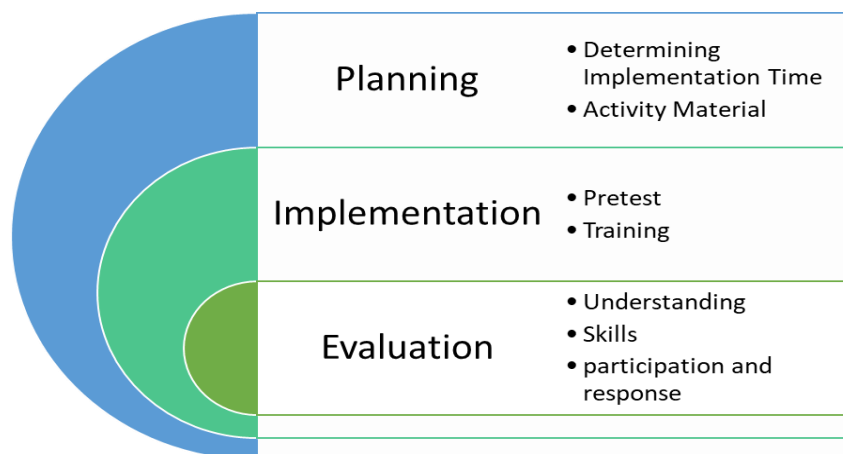 Planning
• Determining
Implementation Time
• Activity Material
Implementation
• Pretest
• Training
Evaluation
• Understanding
• Skills
• participation and
response